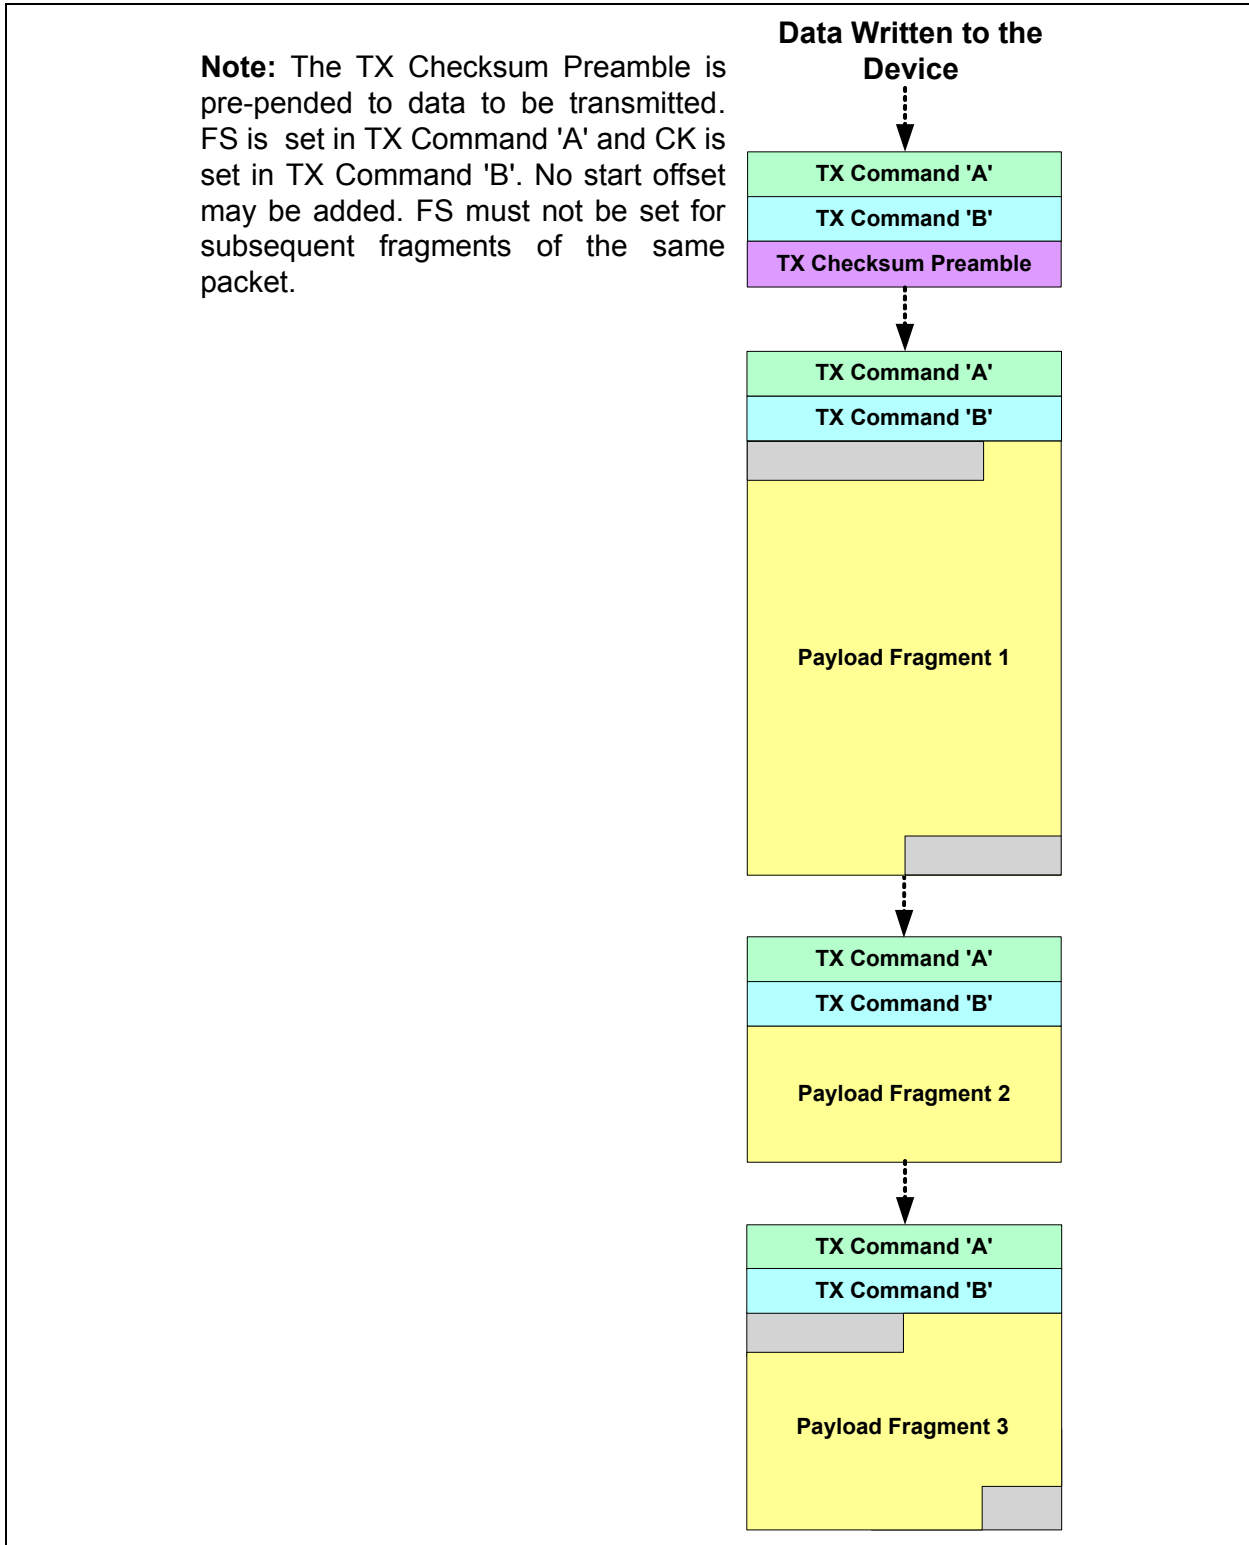 Data Written to the
Device
Note: The TX Checksum Preamble is
pre-pended to data to be transmitted.
FS is set in TX Command 'A' and CK is
set in TX Command 'B'. No start offset
may be added. FS must not be set for
subsequent fragments of the same
packet.
TX Command 'A'
TX Command 'B'
TX Checksum Preamble
TX Command 'A'
TX Command 'B'
Payload Fragment 1
TX Command 'A'
TX Command 'B'
Payload Fragment 2
TX Command 'A'
TX Command 'B'
Payload Fragment 3